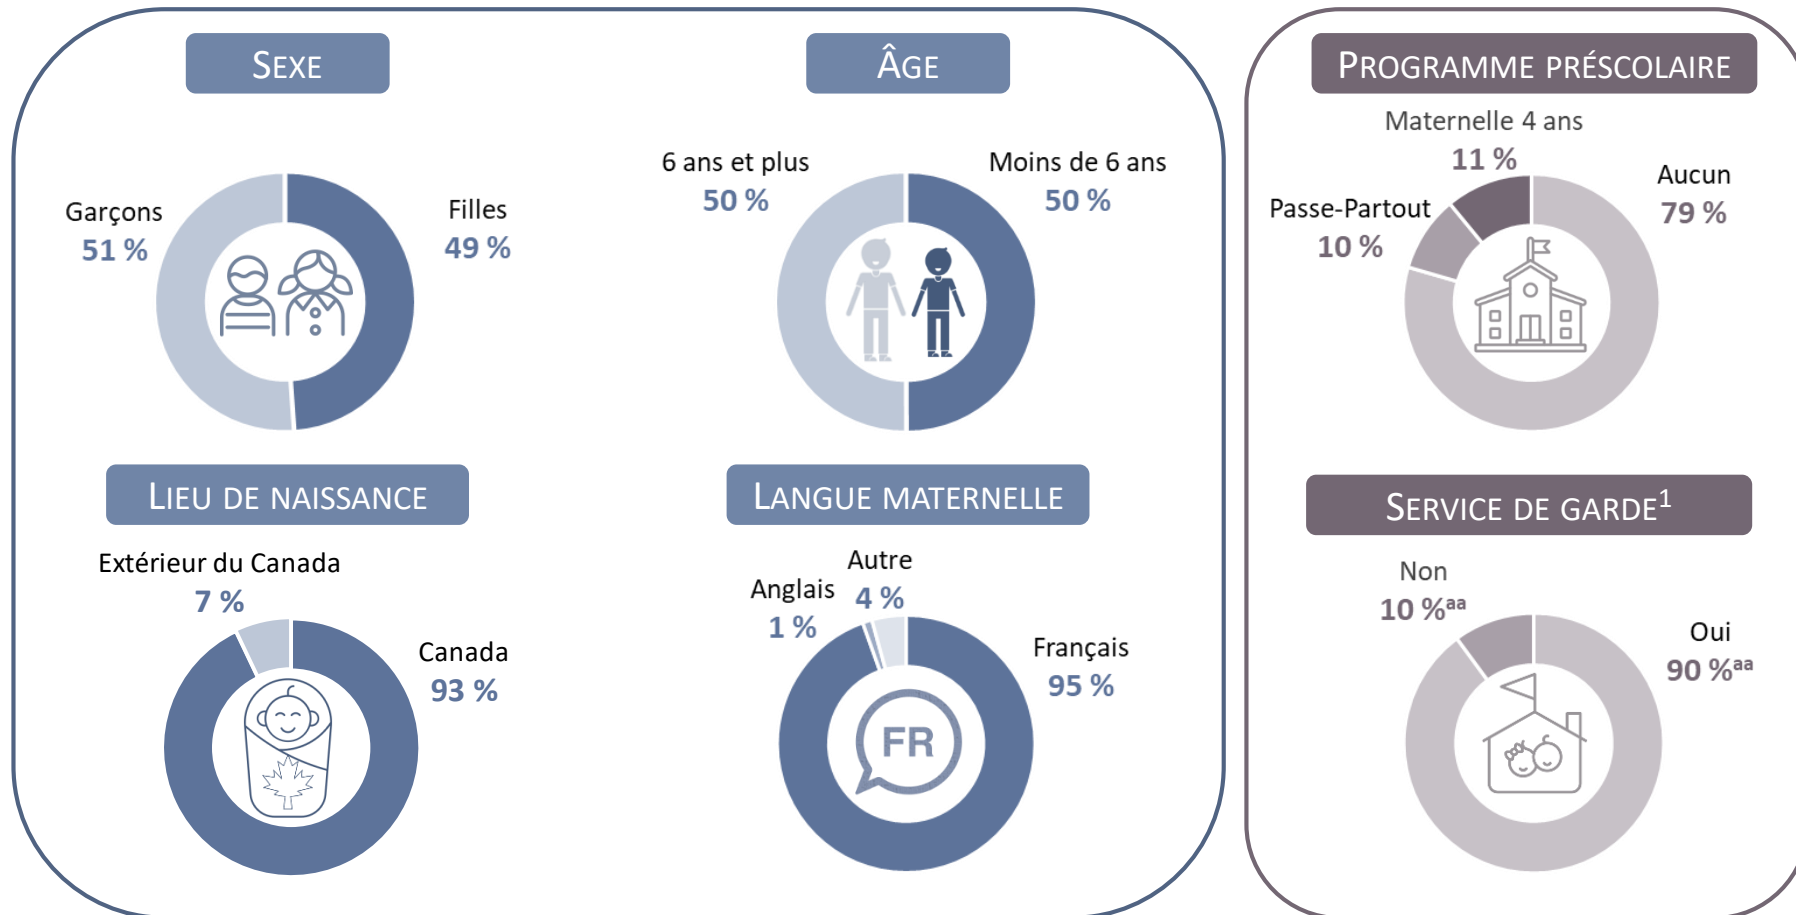 SEXE
Garçons
51 %
Filles
49 %
ÂGE
6 ans et plus
50 %
Moins de 6 ans
50 %
LIEU DE NAISSANCE
Extérieur du Canada
7 %
Canada
93 %
LANGUE MATERNELLE
Autre
4 %
Anglais
1 %
Français
95 %
FR
PROGRAMME PRÉSCOLAIRE
Maternelle 4 ans
11 %
Aucun
79 %
Passe-Partout
10 %
SERVICE DE GARDE¹
Non
10 %ᵃᵃ
Oui
90 %ᵃᵃ